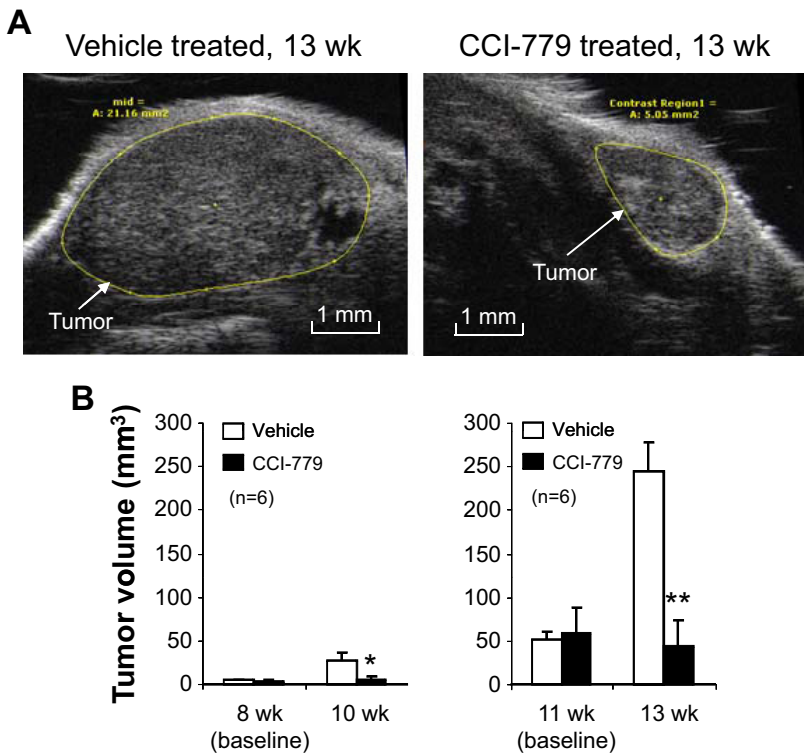 A
Vehicle treated, 13 wk
CCI-779 treated, 13 wk
mid =
A: 21.16 mm2
Tumor
1 mm
Contrast Region1 =
A: 5.05 mm2
Tumor
1 mm
B
Tumor volume (mm³)
300
250
200
150
100
50
0
Vehicle
CCI-779
(n=6)
*
8 wk
(baseline)
10 wk
300
250
200
150
100
50
0
Vehicle
CCI-779
(n=6)
**
11 wk
(baseline)
13 wk